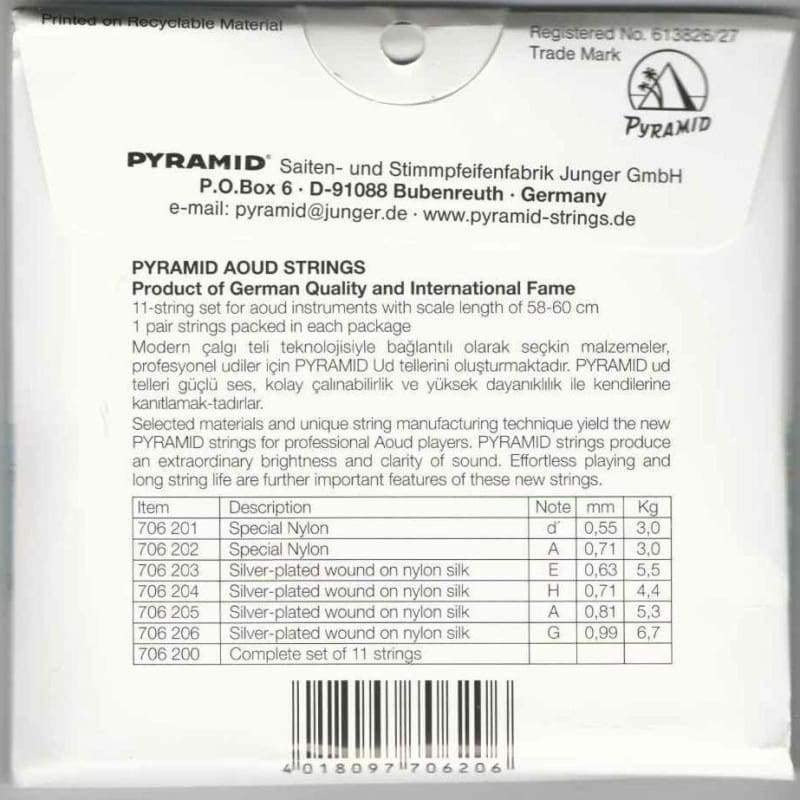 Printed on Recyclable Material
Registered No. 613826/27
Trade Mark
PYRAMID
PYRAMID® Saiten- und Stimmpfeifenfabrik Junger GmbH
P.O.Box 6 · D-91088 Bubenreuth · Germany
e-mail: pyramid@junger.de · www.pyramid-strings.de
PYRAMID AOUD STRINGS
Product of German Quality and International Fame
11-string set for aoud instruments with scale length of 58-60 cm
1 pair strings packed in each package
Modern çalgı teli teknolojisiyle bağlantılı olarak seçkin malzemeler,
profesyonel udiler için PYRAMID Ud tellerini oluşturmaktadır. PYRAMID ud
telleri güçlü ses, kolay çalınabilirlik ve yüksek dayanıklılık ile kendilerine
kanıtlamak-tadırlar.
Selected materials and unique string manufacturing technique yield the new
PYRAMID strings for professional Aoud players. PYRAMID strings produce
an extraordinary brightness and clarity of sound. Effortless playing and
long string life are further important features of these new strings.
Item Description Note mm Kg
706 201 Special Nylon d´ 0,55 3,0
706 202 Special Nylon A 0,71 3,0
706 203 Silver-plated wound on nylon silk E 0,63 5,5
706 204 Silver-plated wound on nylon silk H 0,71 4,4
706 205 Silver-plated wound on nylon silk A 0,81 5,3
706 206 Silver-plated wound on nylon silk G 0,99 6,7
706 200 Complete set of 11 strings
4 018097 706206